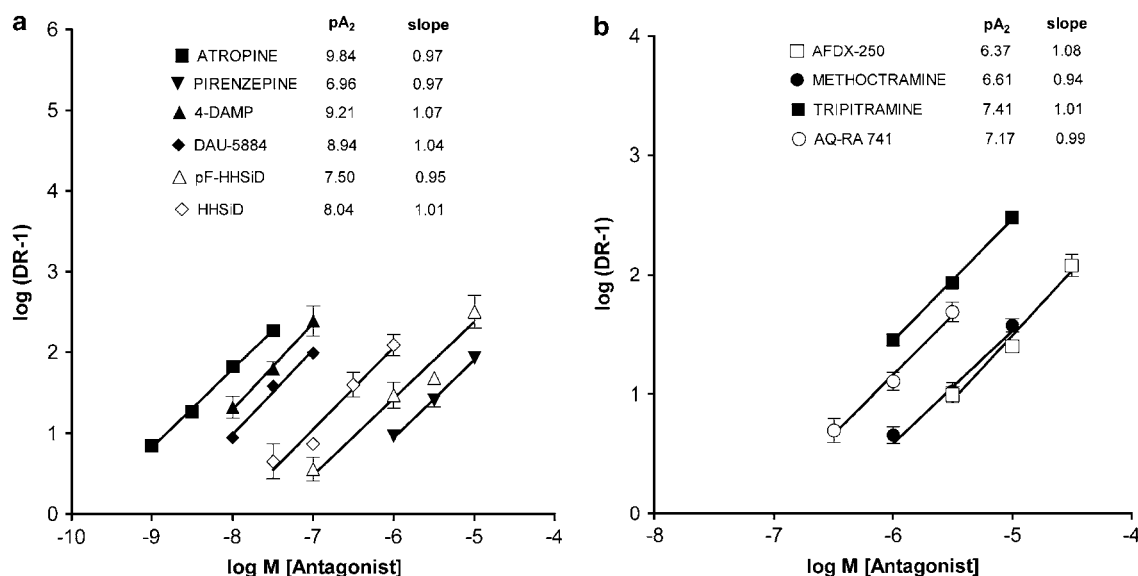 a
pA2 slope
ATROPINE 9.84 0.97
PIRENZEPINE 6.96 0.97
4-DAMP 9.21 1.07
DAU-5884 8.94 1.04
pF-HHSiD 7.50 0.95
HHSiD 8.04 1.01
6
5
4
3
2
1
0
log (DR-1)
-10 -9 -8 -7 -6 -5 -4
log M [Antagonist]
b
pA2 slope
AFDX-250 6.37 1.08
METHOCTRAMINE 6.61 0.94
TRIPITRAMINE 7.41 1.01
AQ-RA 741 7.17 0.99
4
3
2
1
0
log (DR-1)
-8 -7 -6 -5 -4
log M [Antagonist]